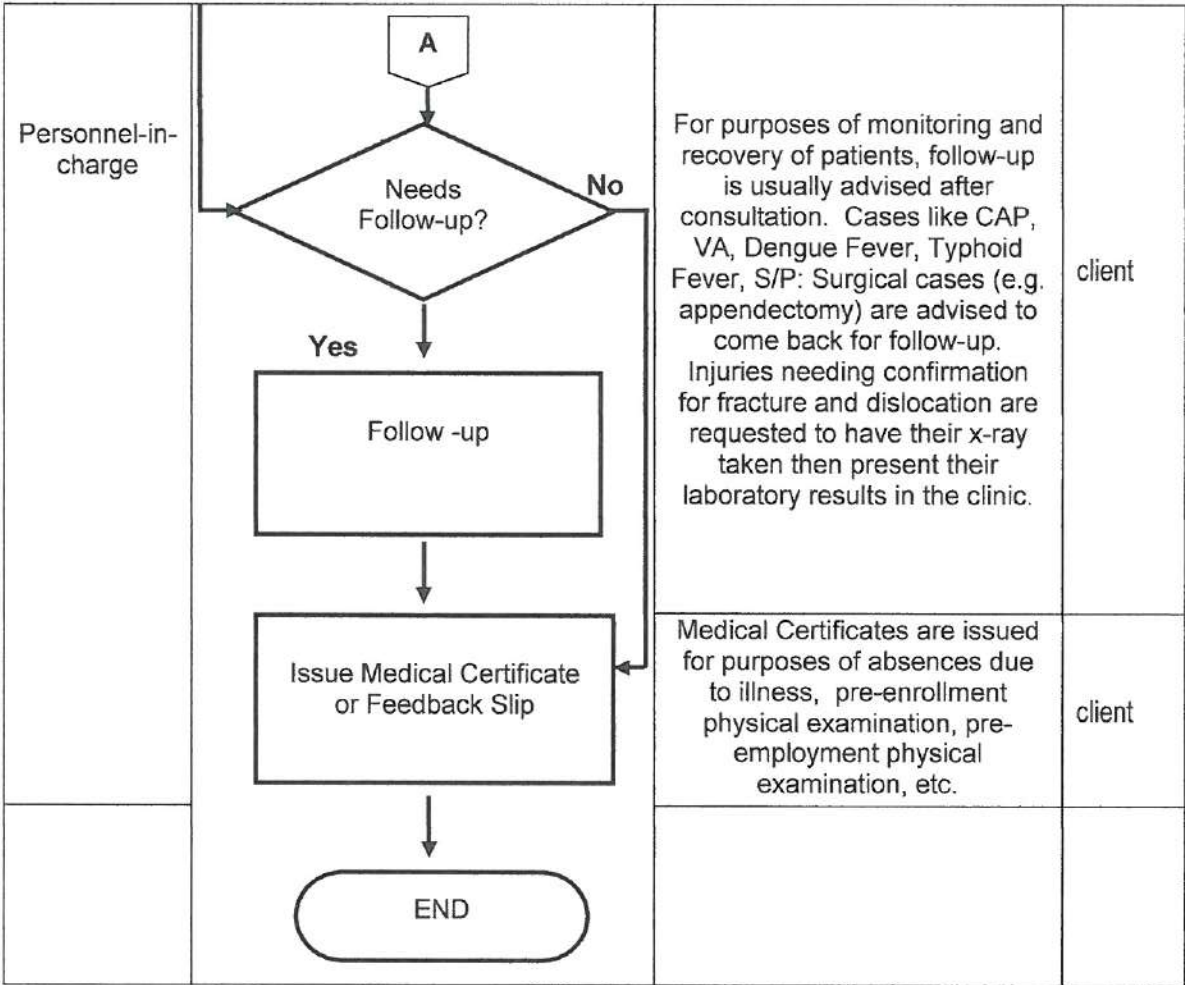 Personnel-in-
charge
A
Needs
Follow-up?
No
Yes
Follow -up
Issue Medical Certificate
or Feedback Slip
END
For purposes of monitoring and
recovery of patients, follow-up
is usually advised after
consultation. Cases like CAP,
VA, Dengue Fever, Typhoid
Fever, S/P: Surgical cases (e.g.
appendectomy) are advised to
come back for follow-up.
Injuries needing confirmation
for fracture and dislocation are
requested to have their x-ray
taken then present their
laboratory results in the clinic.
client
Medical Certificates are issued
for purposes of absences due
to illness, pre-enrollment
physical examination, pre-
employment physical
examination, etc.
client